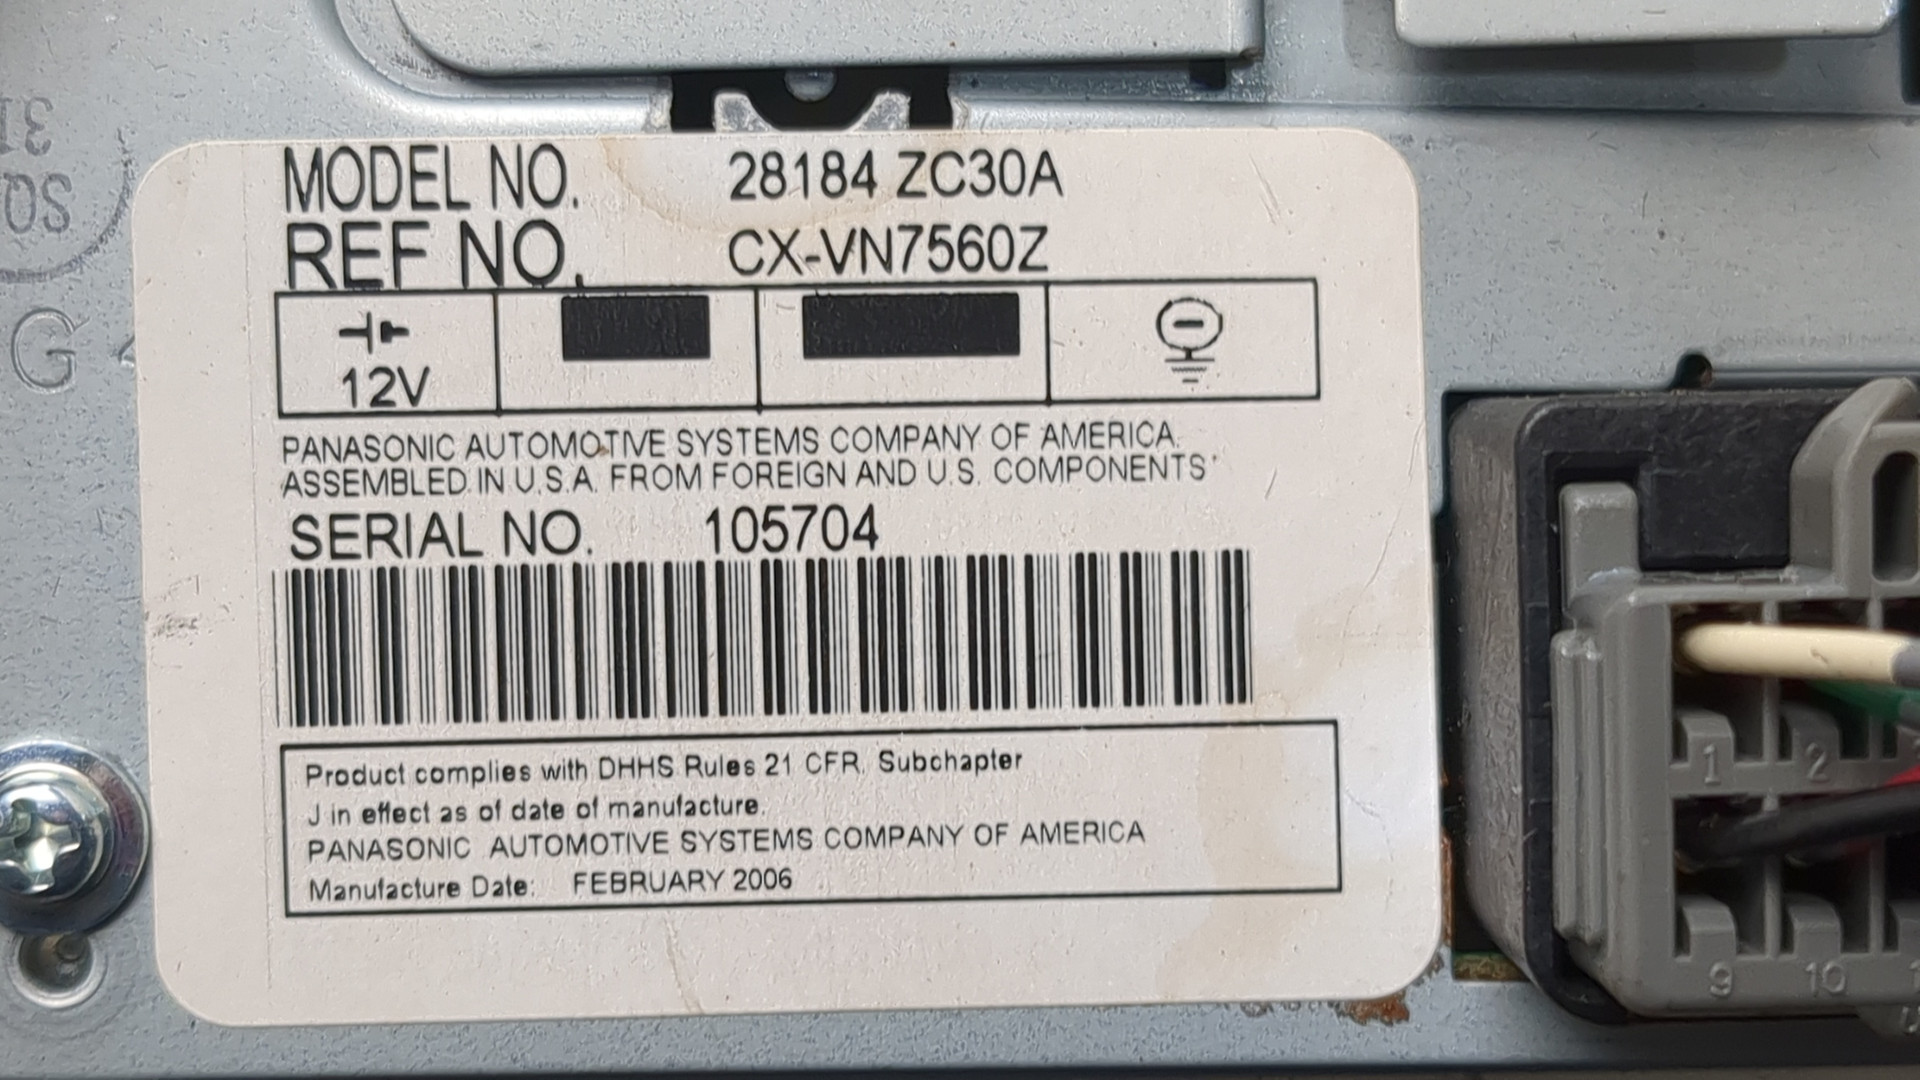 MODEL NO. 28184 ZC30A
REF NO. CX-VN7560Z
12V
PANASONIC AUTOMOTIVE SYSTEMS COMPANY OF AMERICA.
ASSEMBLED IN U.S.A. FROM FOREIGN AND U.S. COMPONENTS
SERIAL NO. 105704
Product complies with DHHS Rules 21 CFR, Subchapter
J in effect as of date of manufacture.
PANASONIC AUTOMOTIVE SYSTEMS COMPANY OF AMERICA
Manufacture Date: FEBRUARY 2006
G
1 2
9 10